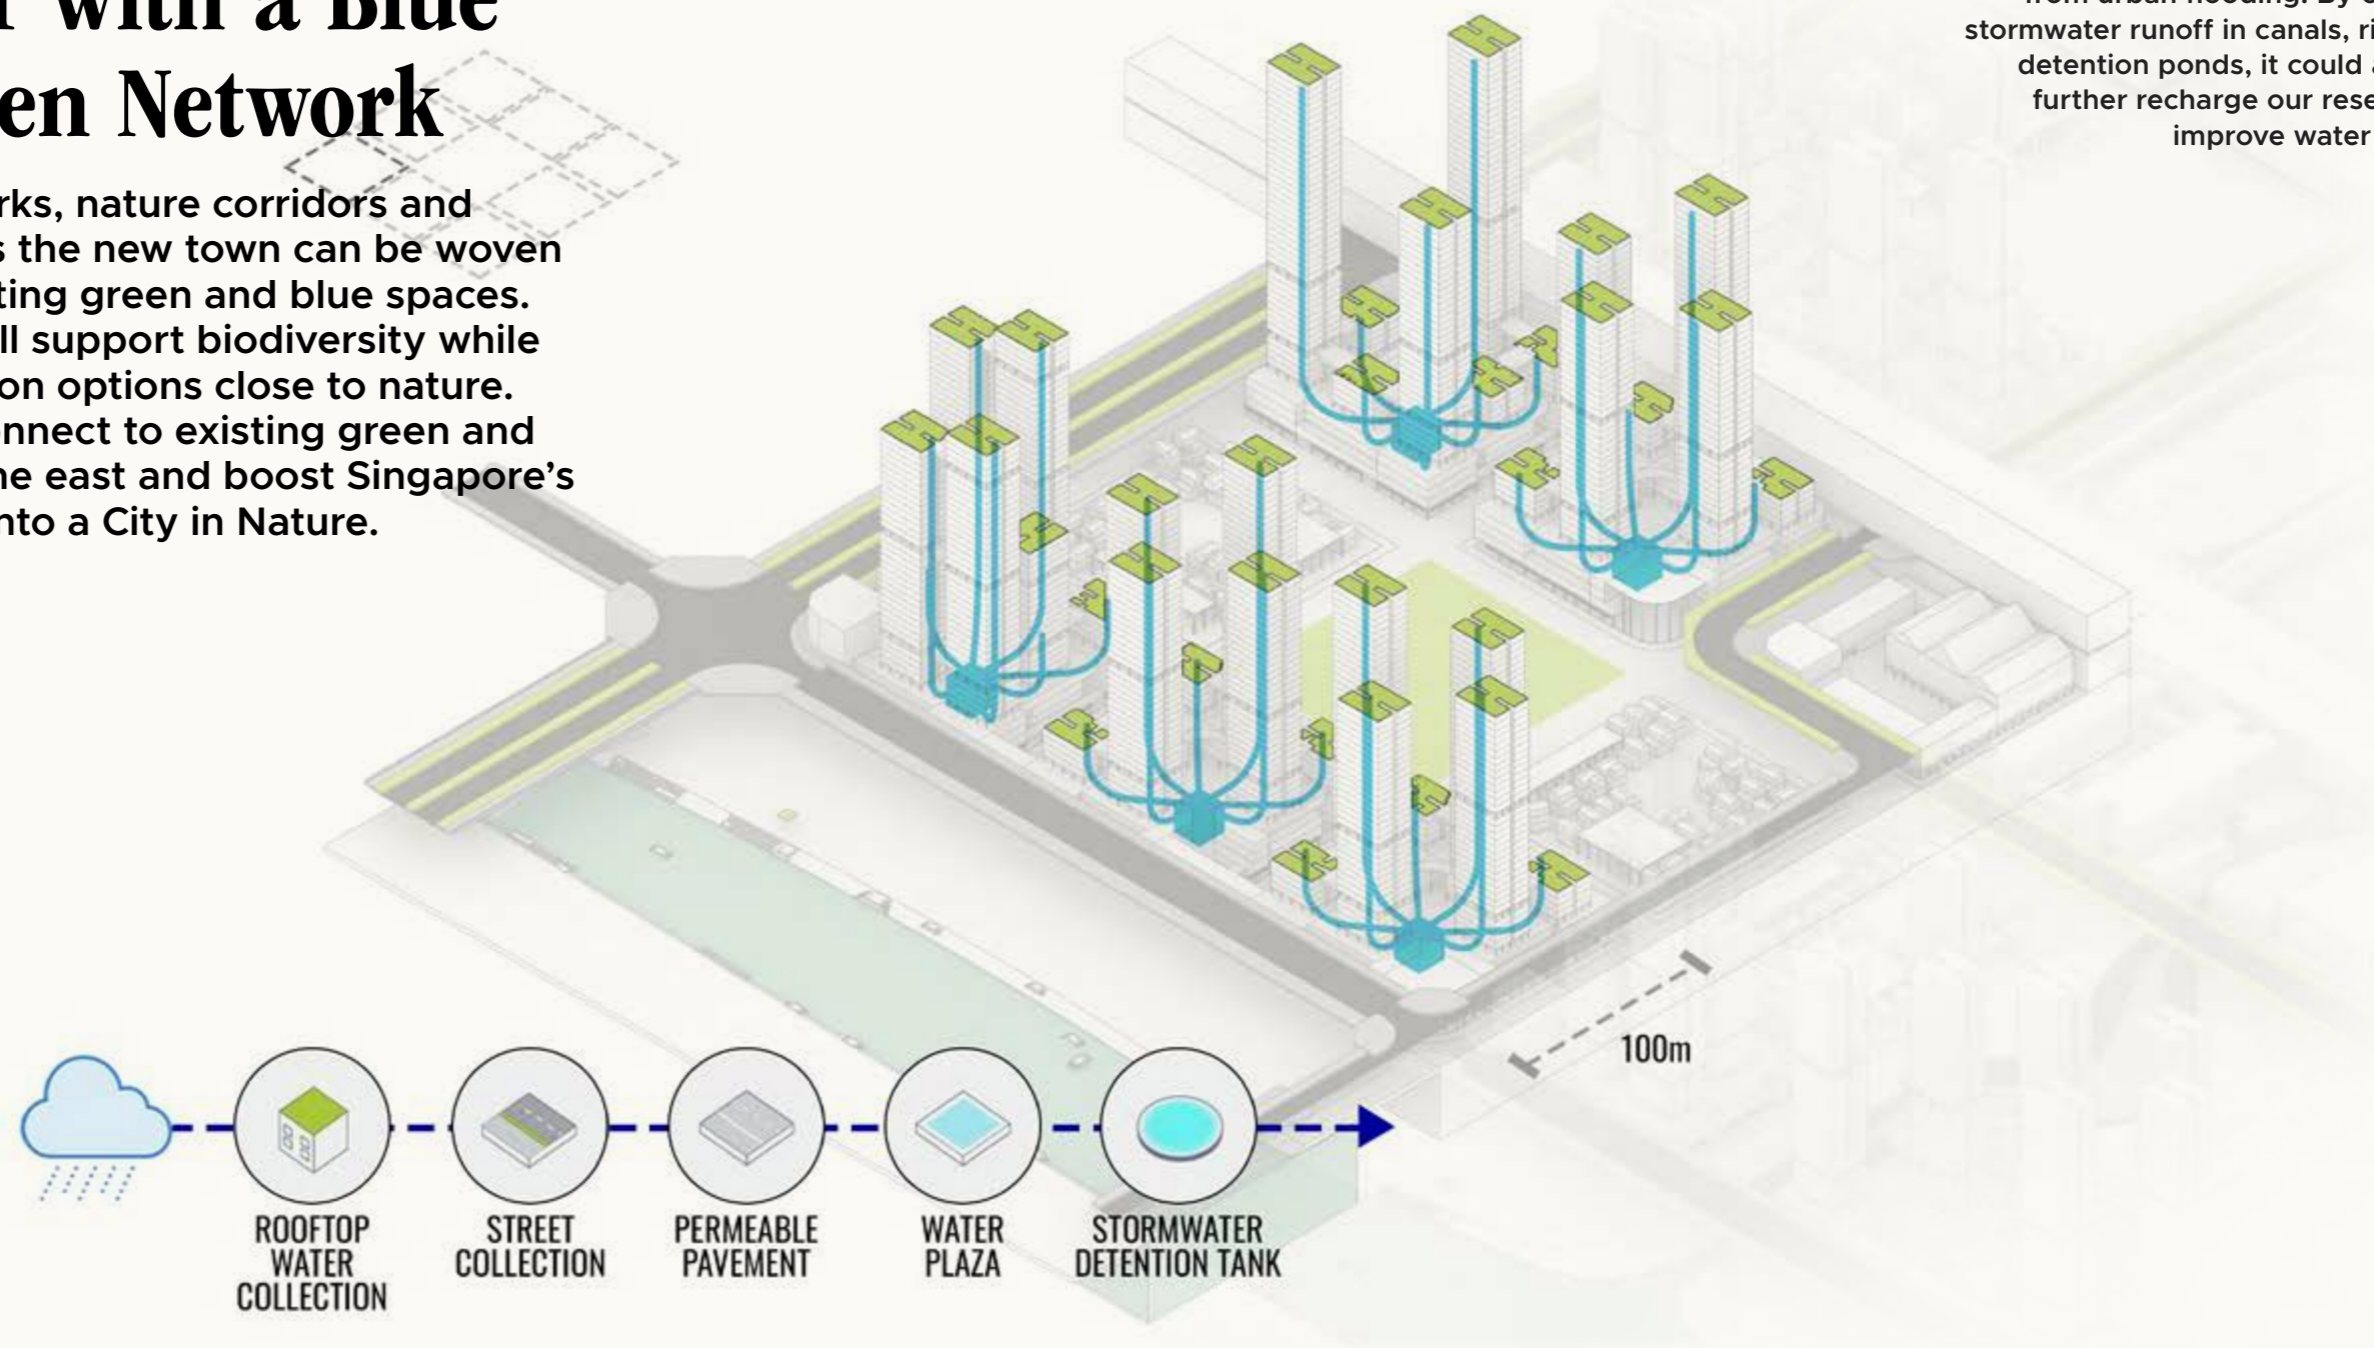 with a Blue
en Network
rks, nature corridors and
s the new town can be woven
ting green and blue spaces.
ll support biodiversity while
on options close to nature.
nnect to existing green and
ne east and boost Singapore’s
nto a City in Nature.
stormwater runoff in canals, ri
detention ponds, it could a
further recharge our rese
improve water
100m
ROOFTOP
WATER
COLLECTION
STREET
COLLECTION
PERMEABLE
PAVEMENT
WATER
PLAZA
STORMWATER
DETENTION TANK